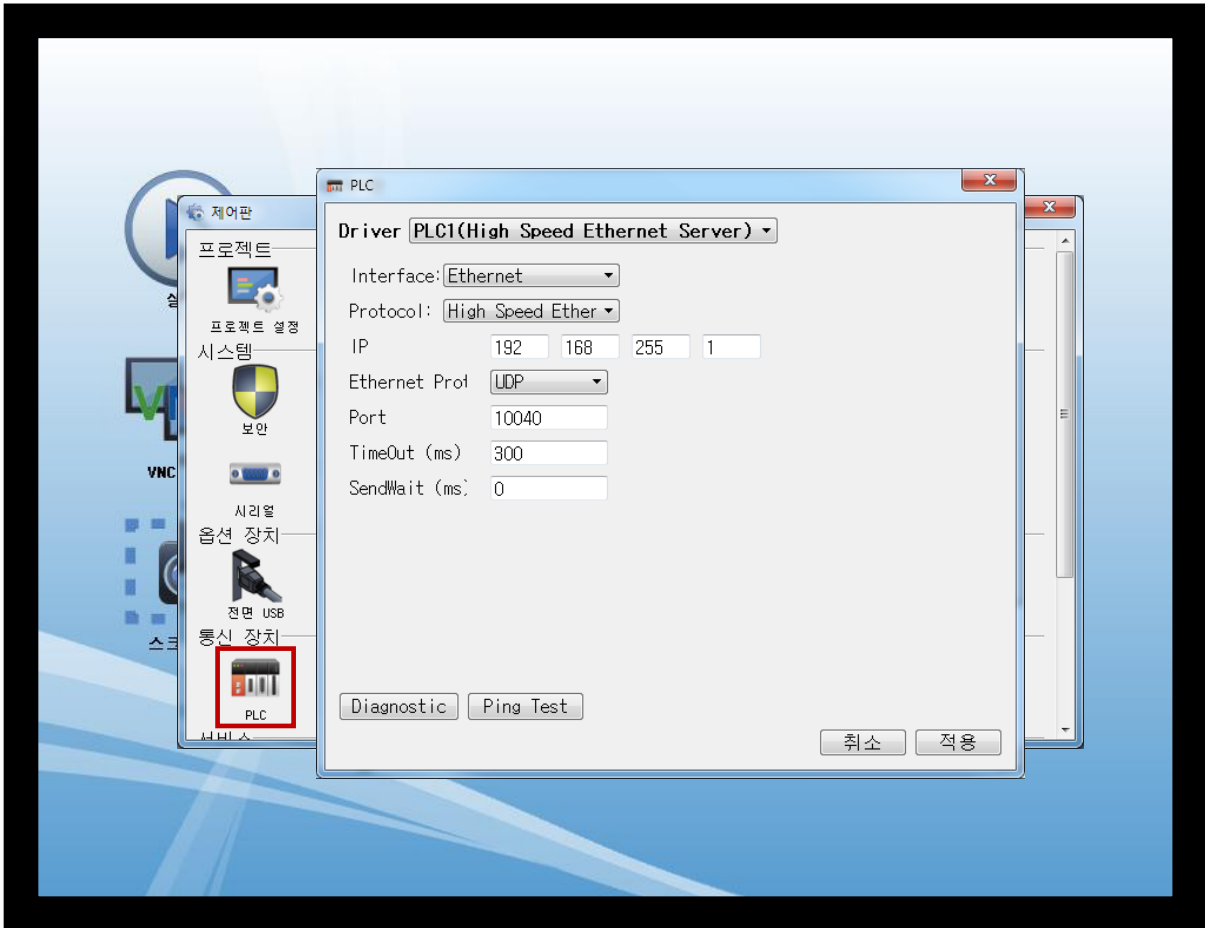 PLC
제어판
Driver PLC1(High Speed Ethernet Server)
프로젝트
Interface: Ethernet
Protocol: High Speed Ether
프로젝트 설정
IP 192 168 255 1
시스템
Ethernet Prot UDP
Port 10040
보안
TimeOut (ms) 300
VNC
SendWait (ms) 0
시리얼
옵션 장치
전면 USB
통신 장치
PLC
Diagnostic Ping Test
취소 적용